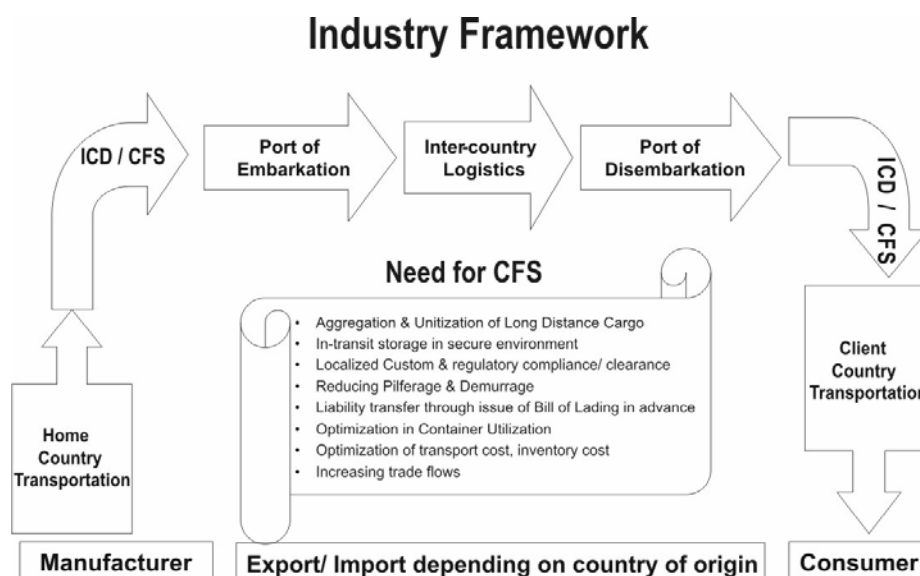 Industry Framework
ICD / CFS
Port of
Embarkation
Inter-country
Logistics
Port of
Disembarkation
ICD / CFS
Need for CFS
• Aggregation & Unitization of Long Distance Cargo
• In-transit storage in secure environment
• Localized Custom & regulatory compliance/ clearance
• Reducing Pilferage & Demurrage
• Liability transfer through issue of Bill of Lading in advance
• Optimization in Container Utilization
• Optimization of transport cost, inventory cost
• Increasing trade flows
Home
Country
Transportation
Client
Country
Transportation
Manufacturer
Export/ Import depending on country of origin
Consumer